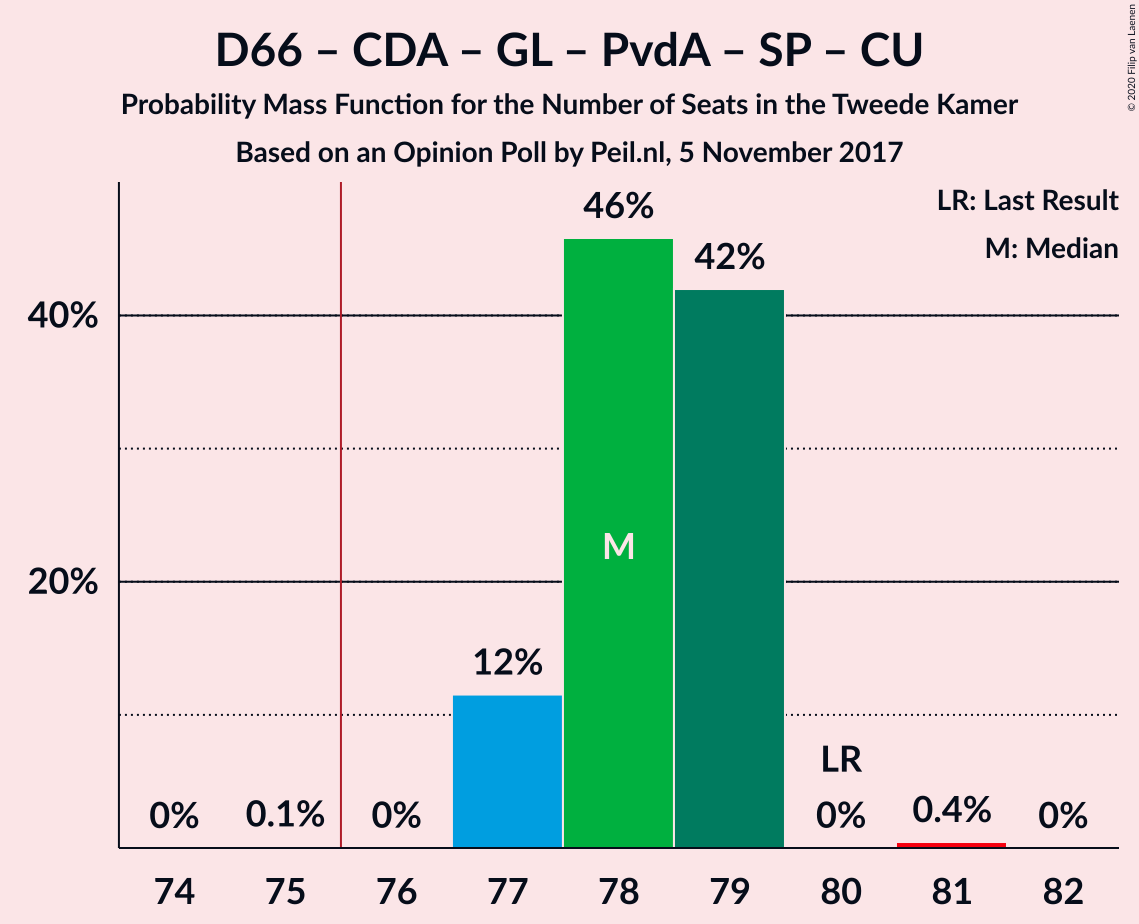 D66 – CDA – GL – PvdA – SP – CU
Probability Mass Function for the Number of Seats in the Tweede Kamer
Based on an Opinion Poll by Peil.nl, 5 November 2017
© 2020 Filip van Laenen
LR: Last Result
M: Median
40%
20%
0%
0.1%
0%
12%
46%
M
42%
LR
0%
0.4%
0%
74 75 76 77 78 79 80 81 82